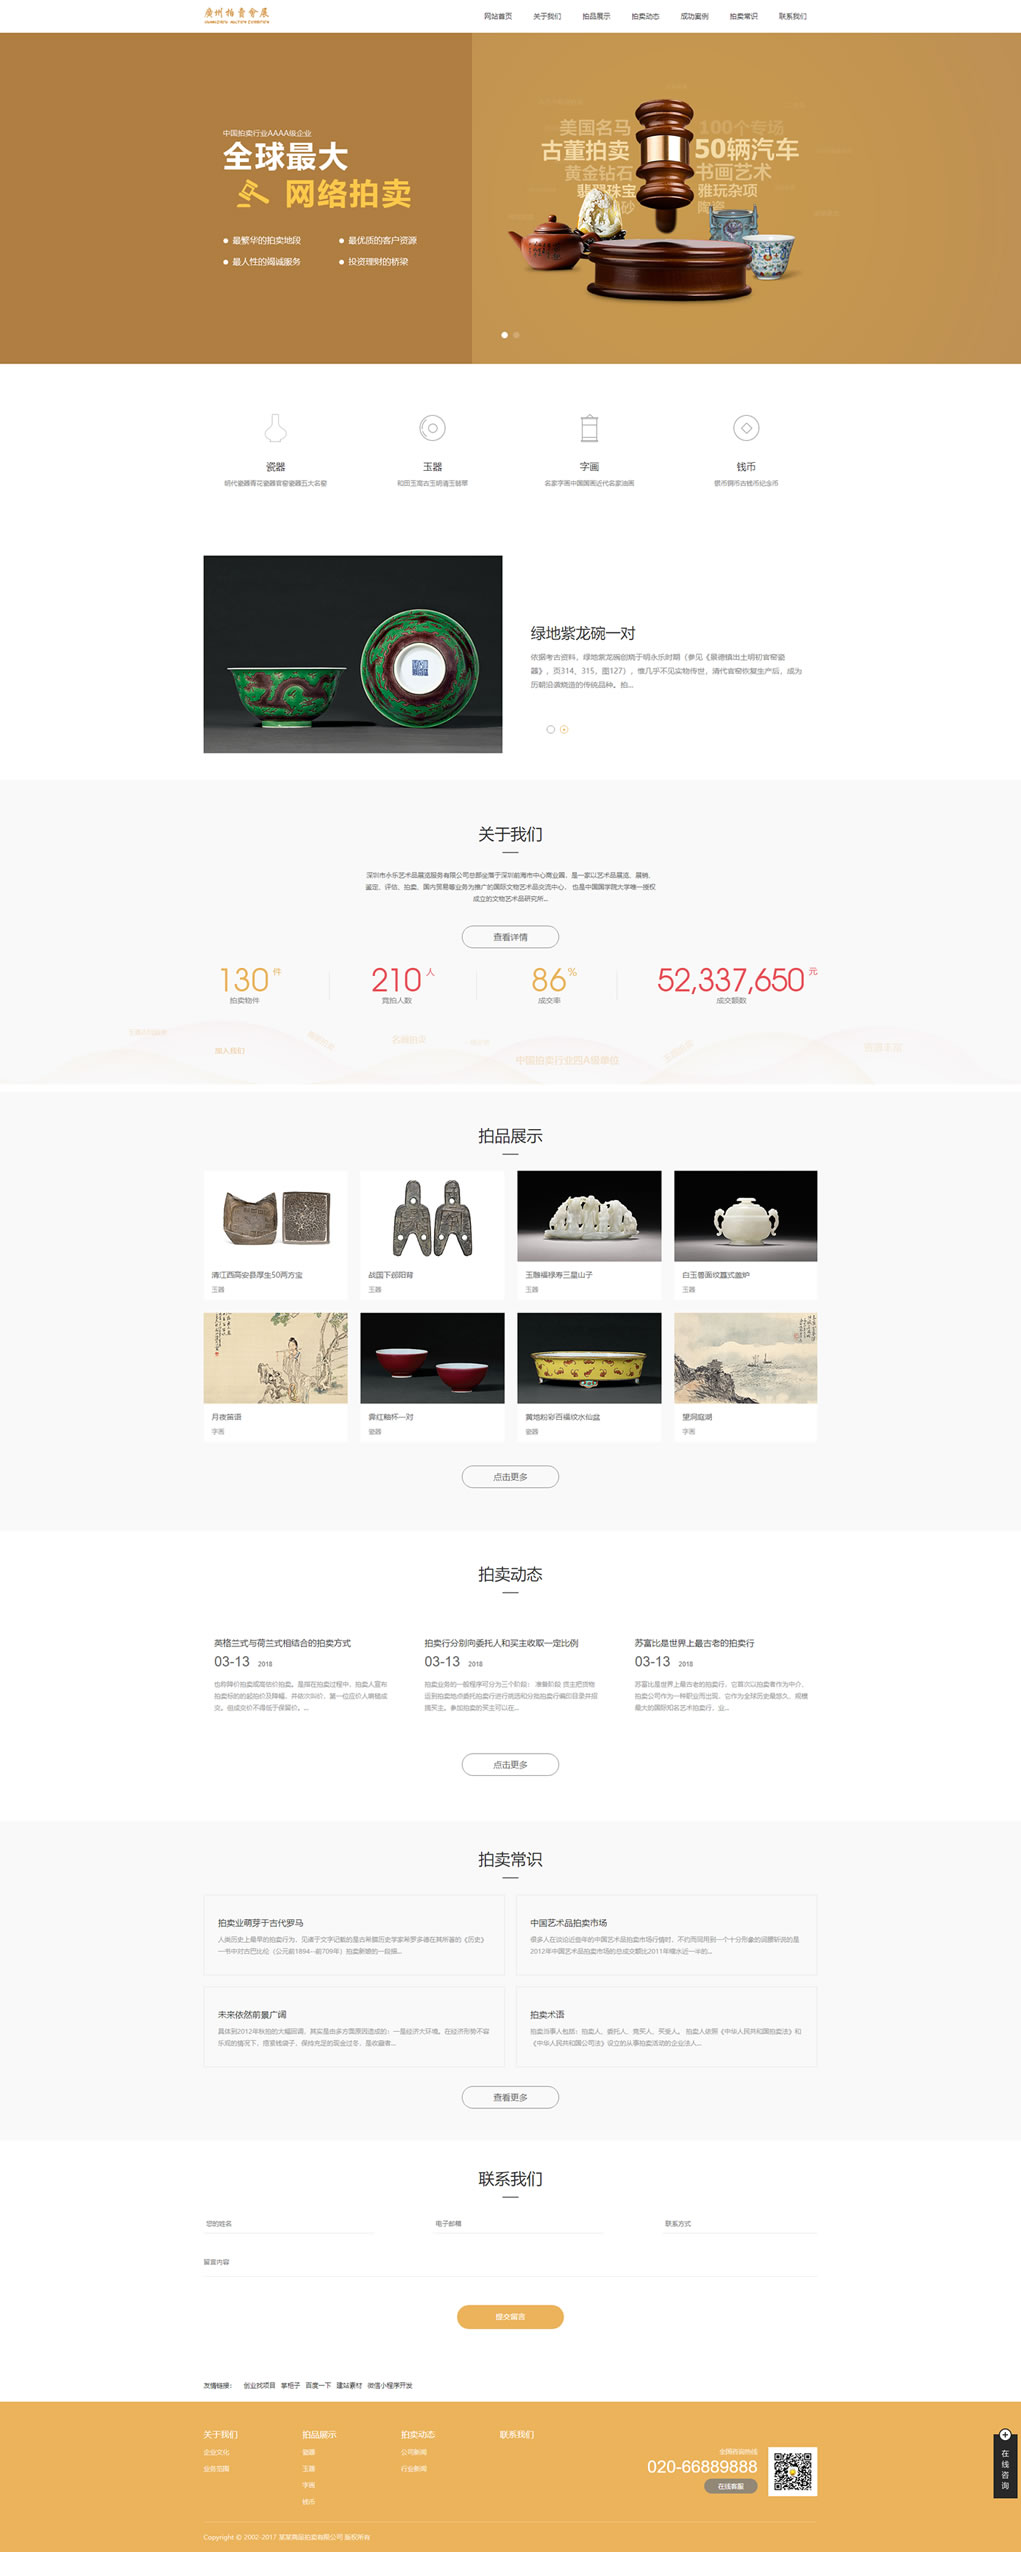 廣州拍賣會展
网站首页 关于我们 拍品展示 拍卖动态 成功案例 拍卖常识 联系我们
中国拍卖行业AAAA级企业
全球最大
网络拍卖
最繁华的拍卖地段 最优质的客户资源
最人性的竭诚服务 投资理财的桥梁
美国名马 100个专场
古董拍卖 50辆汽车
黄金钻石 书画艺术
翡翠珠宝 雅玩杂项
瓷器 玉器 字画 钱币
明代瓷器青花瓷器官窑瓷器五大名窑
名家字画中国国画近代名家油画
银币铜币古钱币纪念币
绿地紫龙碗一对
依据考古资料，绿地紫龙碗创烧于明永乐时期（参见《景德镇出土明初官窑瓷
器》，页314、315，图127），惟几乎不见实物传世，清代官窑恢复生产后，成为
历朝沿袭烧造的传统品种。拍...
关于我们
深圳市永乐艺术品展览服务有限公司总部坐落于深圳前海市中心商业圈，是一家以艺术品展览、展销、
鉴定、评估、拍卖、国内贸易等业务为推广的国际文物艺术品交流中心， 也是中国国学院大学唯一授权
成立的文物艺术品研究所...
查看详情
130 件 210 人 86 % 52,337,650 元
拍卖物件 竞拍人数 成交率 成交额数
加入我们
名画拍卖
中国拍卖行业四A级单位
拍品展示
清江西高安县厚生50两方宝
玉器
战国下邲阳背
玉器
玉雕福禄寿三星山子
玉器
白玉兽面纹簋式盖炉
玉器
月夜笛语
字画
霁红釉杯一对
瓷器
黄地粉彩百福纹水仙盆
瓷器
望洞庭湖
字画
点击更多
拍卖动态
英格兰式与荷兰式相结合的拍卖方式
03-13 2018
也称降价拍卖或高估价拍卖。是指在拍卖过程中，拍卖人宣布
拍卖标的的起拍价及降幅，并依次叫价，第一位应价人响槌成
交。但成交价不得低于保留价。...
拍卖行分别向委托人和买主收取一定比例
03-13 2018
拍卖业务的一般程序可分为三个阶段： 准备阶段 货主把货物
运到拍卖地点委托拍卖行进行挑选和分批拍卖行编印目录并招
揽买主。参加拍卖的买主可以在...
苏富比是世界上最古老的拍卖行
03-13 2018
苏富比是世界上最古老的拍卖行，它首次以拍卖者作为中介，
拍卖公司作为一种职业而出现，它作为全球历史最悠久、规模
最大的国际知名艺术拍卖行，业...
点击更多
拍卖常识
拍卖业萌芽于古代罗马
人类历史上最早的拍卖行为，见诸于文字记载的是古希腊历史学家希罗多德在其所著的《历史》
一书中对古巴比伦（公元前1894--前709年）拍卖新娘的一段描...
中国艺术品拍卖市场
很多人在谈论近些年的中国艺术品拍卖市场行情时，不约而同用到一个十分形象的词腰斩说的是
2012年中国艺术品拍卖市场的总成交额比2011年缩水近一半的...
未来依然前景广阔
具体到2012年秋拍的大幅回调，其实是由多方面原因造成的：一是经济大环境。在经济形势不容
乐观的情况下，捂紧钱袋子，保持充足的现金过冬，是收藏者...
拍卖术语
拍卖当事人包括：拍卖人、委托人、竞买人、买受人。 拍卖人依照《中华人民共和国拍卖法》和
《中华人民共和国公司法》设立的从事拍卖活动的企业法人...
查看更多
联系我们
您的姓名 电子邮箱 联系方式
留言内容
提交留言
友情链接： 创业找项目 掌柜子 百度一下 建站素材 微信小程序开发
关于我们
企业文化
业务范围
拍品展示
瓷器
玉器
字画
钱币
拍卖动态
公司新闻
行业新闻
联系我们
全国咨询热线
020-66889888
在线客服
在线咨询
Copyright © 2002-2017 某某商品拍卖有限公司 版权所有